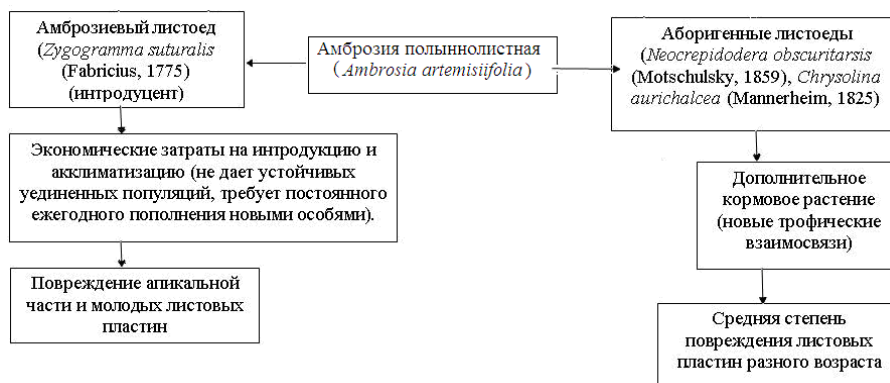 Амброзиевый листоед
(Zygogramma suturalis
(Fabricius, 1775)
(интродуцент)
Амброзия полыннолистная
(Ambrosia artemisiifolia)
Аборигенные листоеды
(Neocrepidodera obscuritarsis
(Motschulsky, 1859), Chrysolina
aurichalcea (Mannerheim, 1825)
Экономические затраты на интродукцию и
акклиматизацию (не дает устойчивых
уединенных популяций, требует постоянного
ежегодного пополнения новыми особями).
Дополнительное
кормовое растение
(новые трофические
взаимосвязи)
Повреждение апикальной
части и молодых листовых
пластин
Средняя степень
повреждения листовых
пластин разного возраста